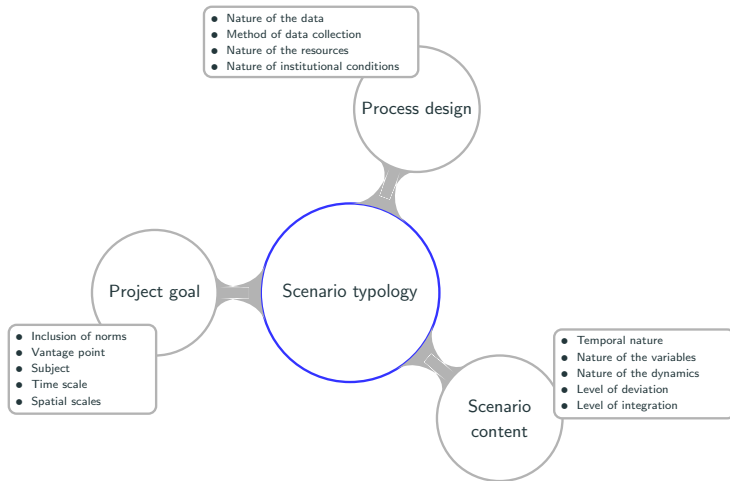 Nature of the data
Method of data collection
Nature of the resources
Nature of institutional conditions
Process design
Scenario typology
Project goal
Inclusion of norms
Vantage point
Subject
Time scale
Spatial scales
Temporal nature
Nature of the variables
Nature of the dynamics
Level of deviation
Level of integration
Scenario
content